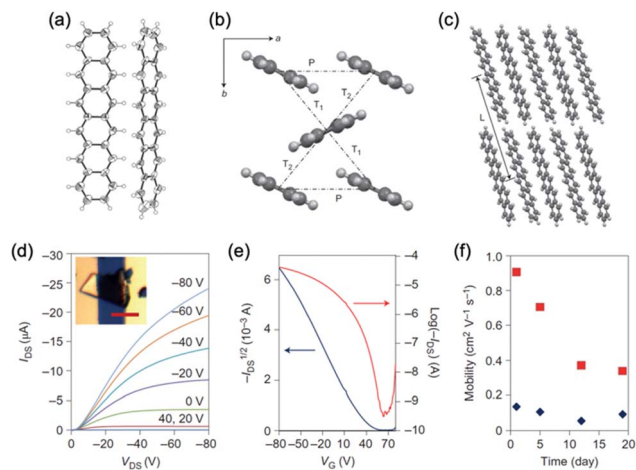 (a)
(b)
a
b
P
T1
T2
T2
T1
P
(c)
L
(d)
IDS (µA)
−30
−25
−20
−15
−10
−5
0
−80 V
−60 V
−40 V
−20 V
0 V
40, 20 V
0 −20 −40 −60 −80
VDS (V)
(e)
−IDS1/2 (10−3 A)
6
4
2
0
−4
−5
−6
−7
−8
−9
−10
Log(−IDS) (A)
−80 −50 −20 10 40 70
VG (V)
(f)
Mobility (cm2 V−1 s−1)
1.0
0.8
0.6
0.4
0.2
0
0 5 10 15 20
Time (day)